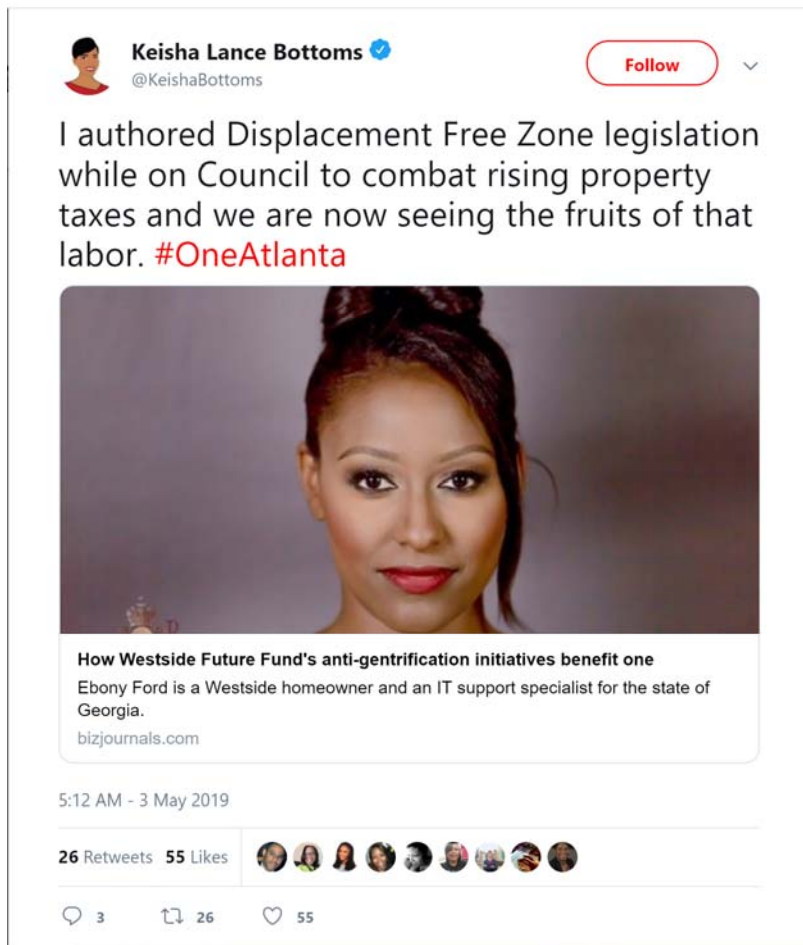 Keisha Lance Bottoms
@KeishaBottoms
Follow
I authored Displacement Free Zone legislation
while on Council to combat rising property
taxes and we are now seeing the fruits of that
labor. #OneAtlanta
How Westside Future Fund's anti-gentrification initiatives benefit one
Ebony Ford is a Westside homeowner and an IT support specialist for the state of
Georgia.
bizjournals.com
5:12 AM - 3 May 2019
26 Retweets 55 Likes
3 26 55